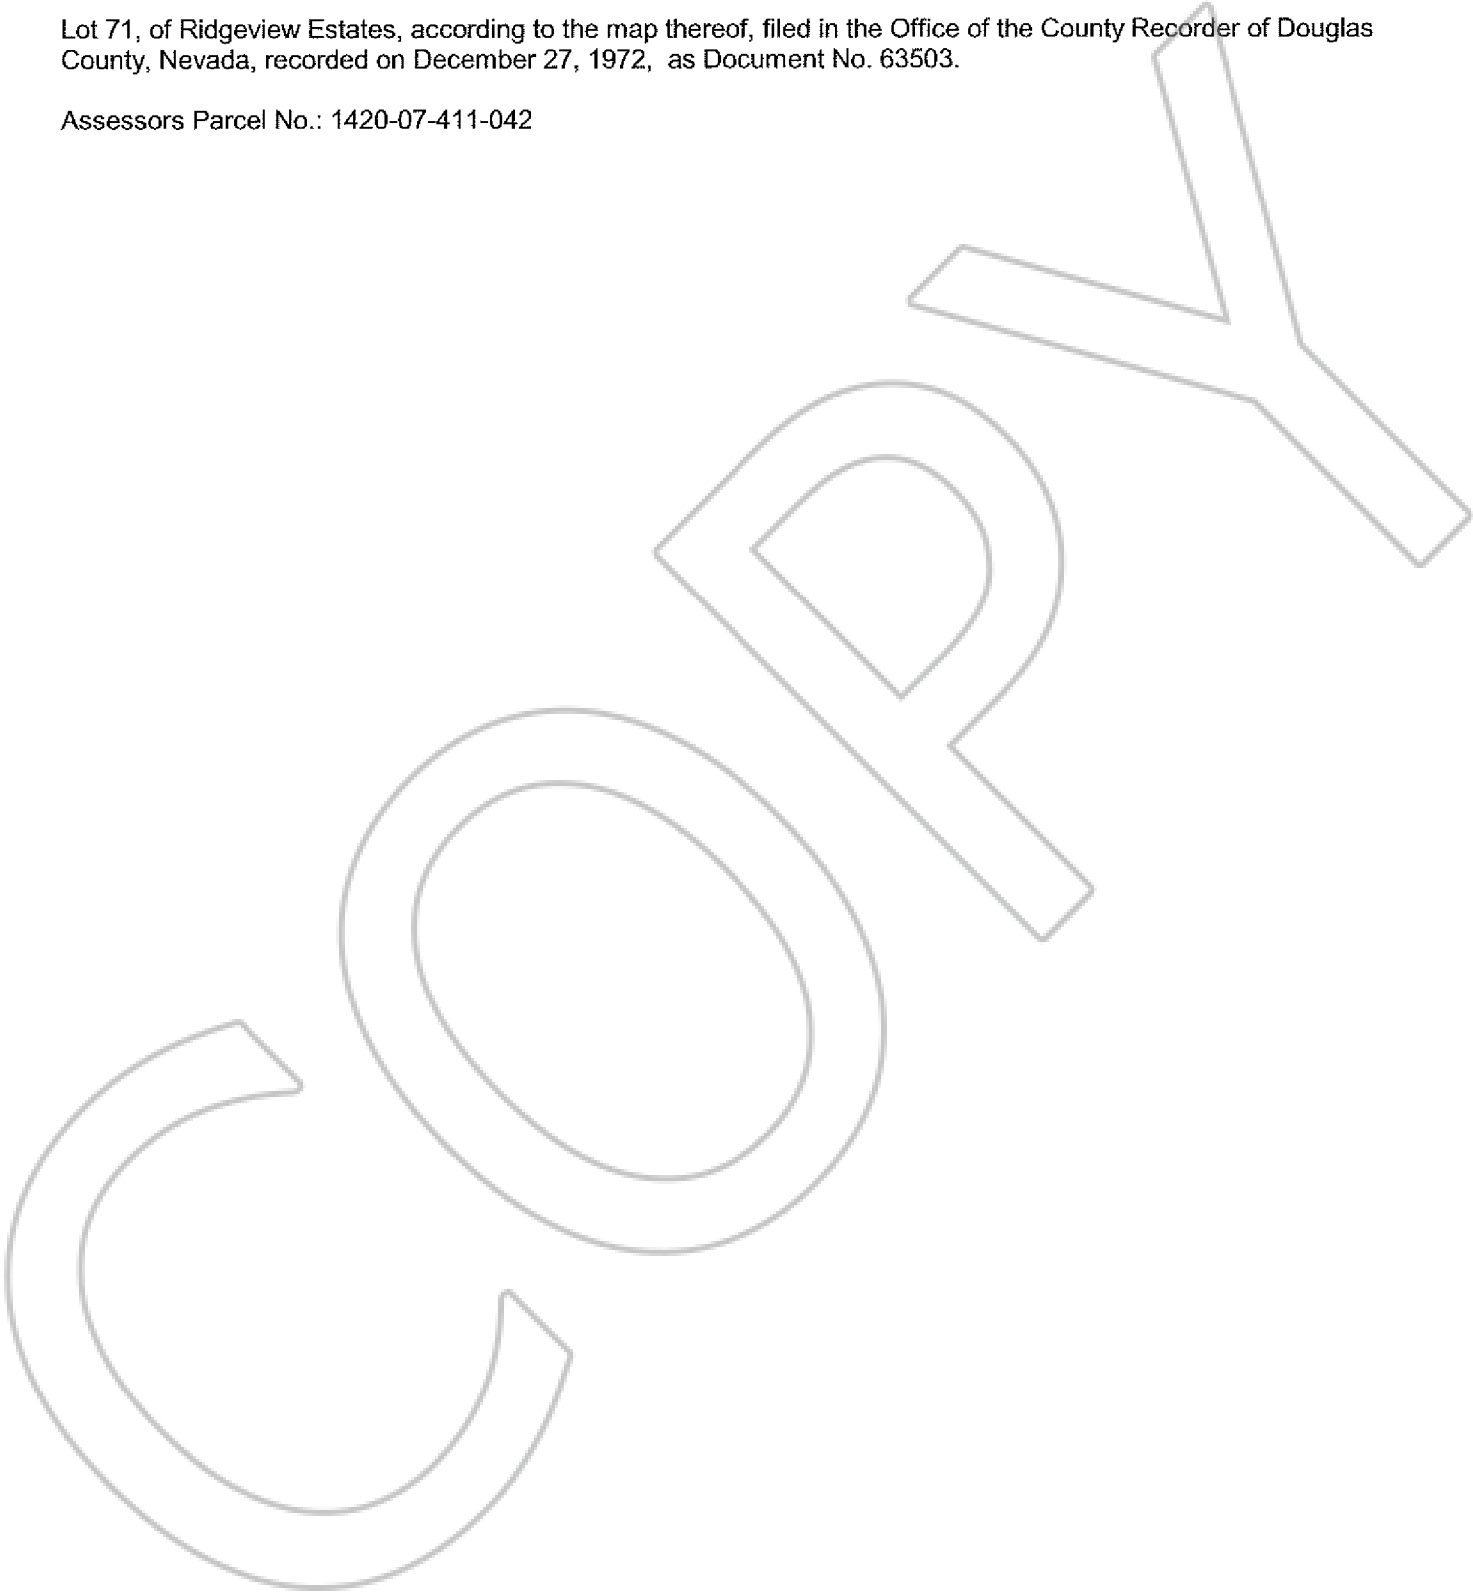 Lot 71, of Ridgeview Estates, according to the map thereof, filed in the Office of the County Recorder of Douglas
County, Nevada, recorded on December 27, 1972, as Document No. 63503.
Assessors Parcel No.: 1420-07-411-042
COPY